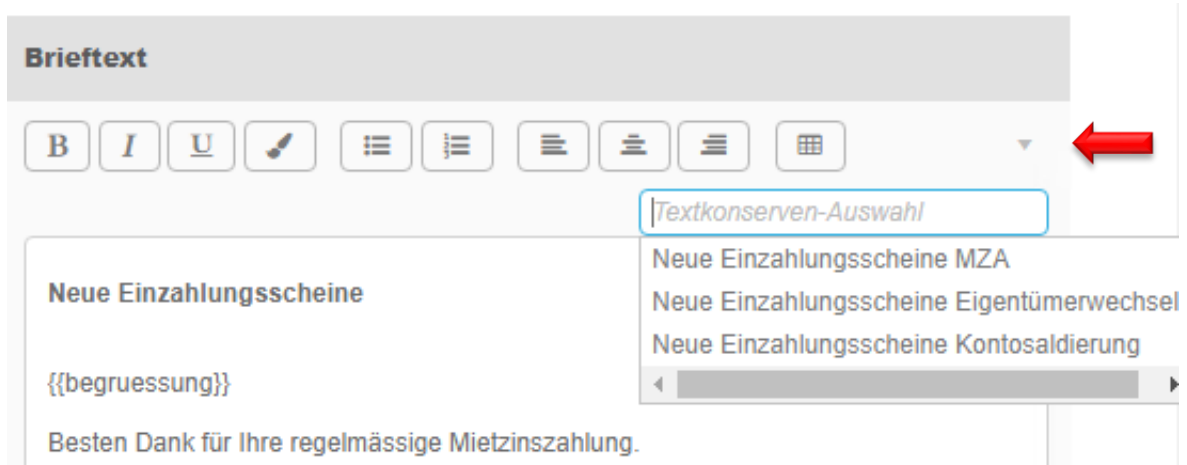 Brieftext
B I U
Textkonserven-Auswahl
Neue Einzahlungsscheine MZA
Neue Einzahlungsscheine Eigentümerwechsel
Neue Einzahlungsscheine Kontosaldierung
Neue Einzahlungsscheine
{{begruessung}}
Besten Dank für Ihre regelmässige Mietzinszahlung.